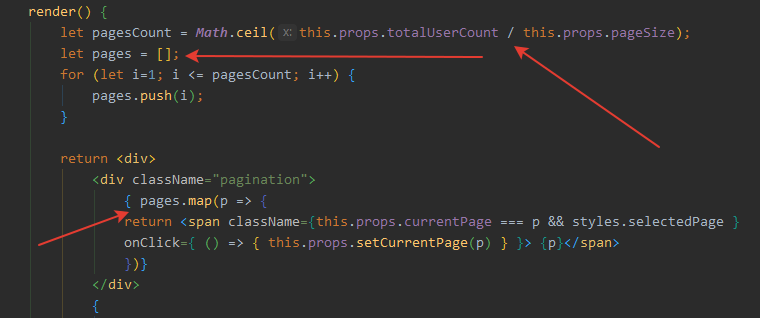 render() {
let pagesCount = Math.ceil( x: this.props.totalUserCount / this.props.pageSize);
let pages = [];
for (let i=1; i <= pagesCount; i++) {
pages.push(i);
}
return <div>
<div className="pagination">
{ pages.map(p => {
return <span className={this.props.currentPage === p && styles.selectedPage }
onClick={ () => { this.props.setCurrentPage(p) } }> {p}</span>
})}
</div>
{